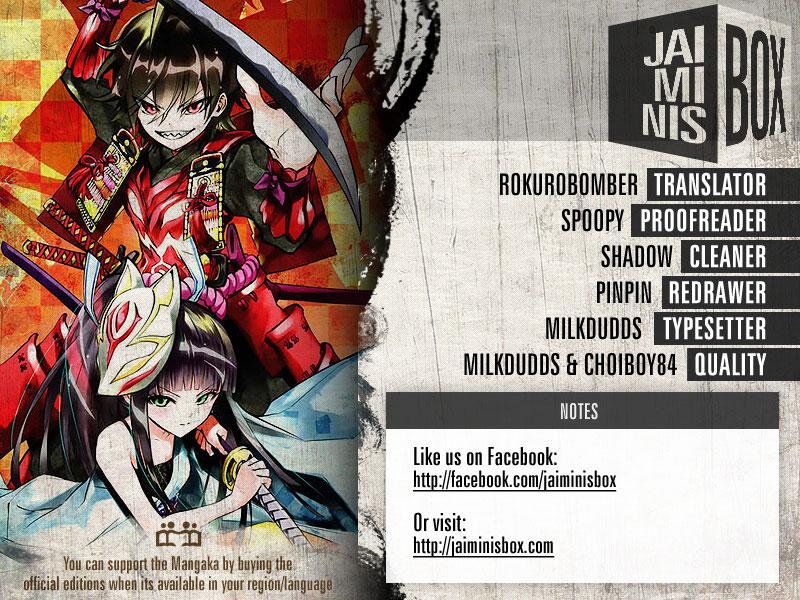 JAI
MI
NIS
BOX
ROKUROBOMBER TRANSLATOR
SPOOPY PROOFREADER
SHADOW CLEANER
PINPIN REDRAWER
MILKDUDDS TYPESETTER
MILKDUDDS & CHOIBOY84 QUALITY
NOTES
Like us on Facebook:
http://facebook.com/jaiminisbox
Or visit:
http://jaiminisbox.com
You can support the Mangaka by buying the
official editions when its available in your region/language